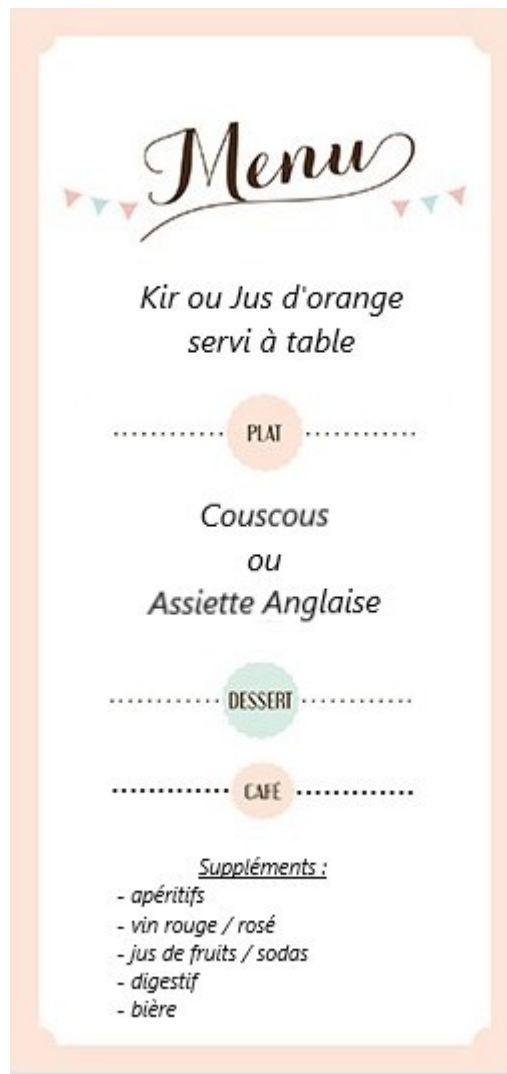 Menu
Kir ou Jus d'orange
servi à table
PLAT
Couscous
ou
Assiette Anglaise
DESSERT
CAFÉ
Suppléments :
- apéritifs
- vin rouge / rosé
- jus de fruits / sodas
- digestif
- bière